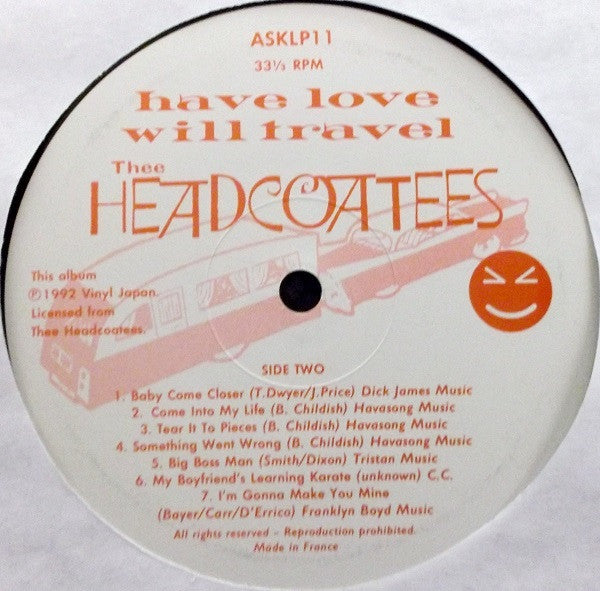 ASKLP11
33⅓ RPM
have love
will travel
Thee
HEADCOATEES
This album
℗1992 Vinyl Japan.
Licensed from
Thee Headcoatees.
SIDE TWO
1. Baby Come Closer (T.Dwyer/J.Price) Dick James Music
2. Come Into My Life (B. Childish) Havasong Music
3. Tear It To Pieces (B. Childish) Havasong Music
4. Something Went Wrong (B. Childish) Havasong Music
5. Big Boss Man (Smith/Dixon) Tristan Music
6. My Boyfriend's Learning Karate (unknown) C.C.
7. I'm Gonna Make You Mine
(Bayer/Carr/D'Errico) Franklyn Boyd Music
All rights reserved – Reproduction prohibited.
Made in France